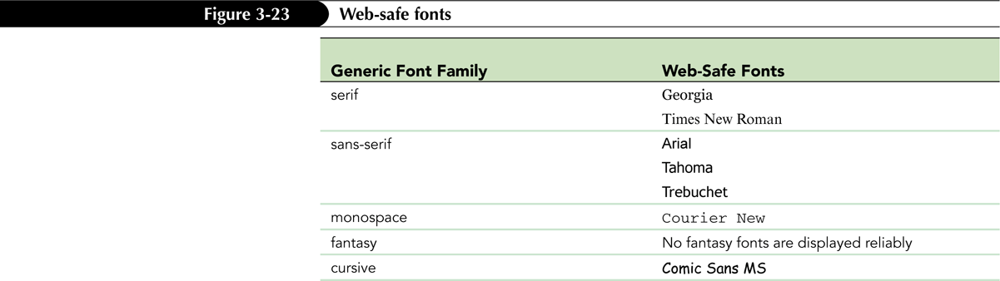 Figure 3-23 Web-safe fonts
Generic Font Family Web-Safe Fonts
serif Georgia
Times New Roman
sans-serif Arial
Tahoma
Trebuchet
monospace Courier New
fantasy No fantasy fonts are displayed reliably
cursive Comic Sans MS